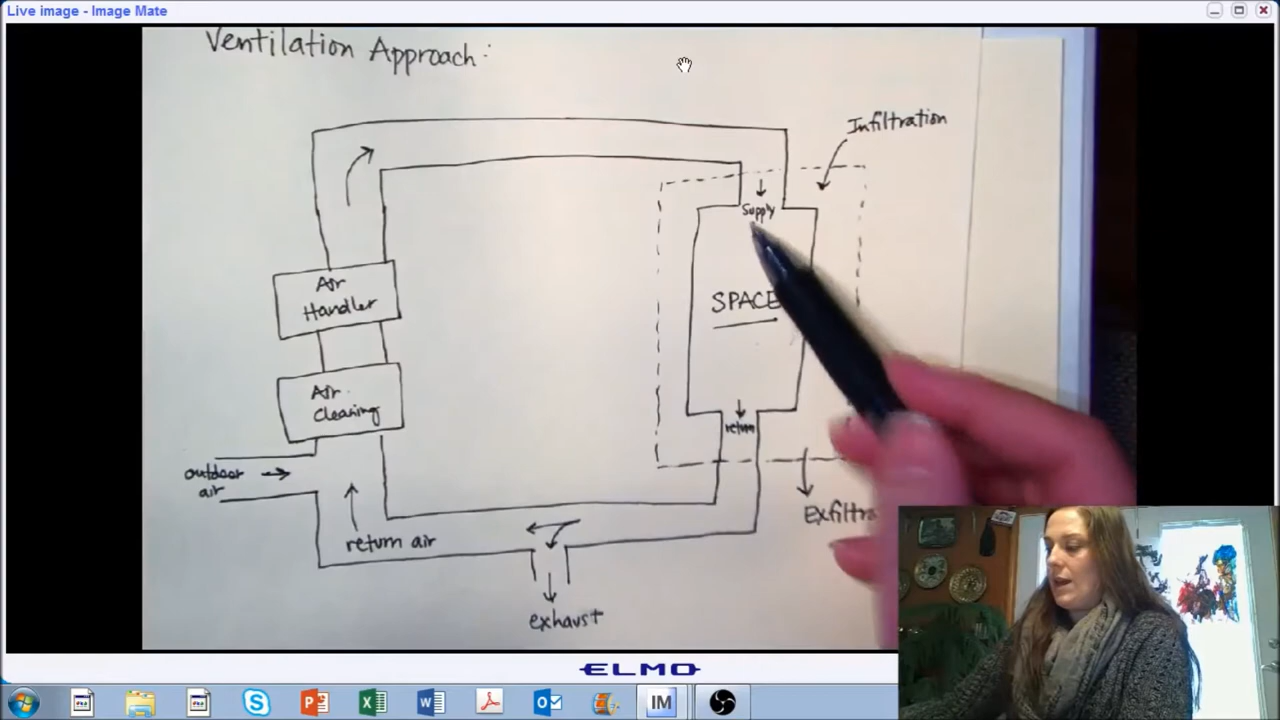 Live image - Image Mate
Ventilation Approach:
Infiltration
Supply
Air
Handler
SPACE
Air
Cleaning
return
outdoor
air
return air
exhaust
ELMO
IM